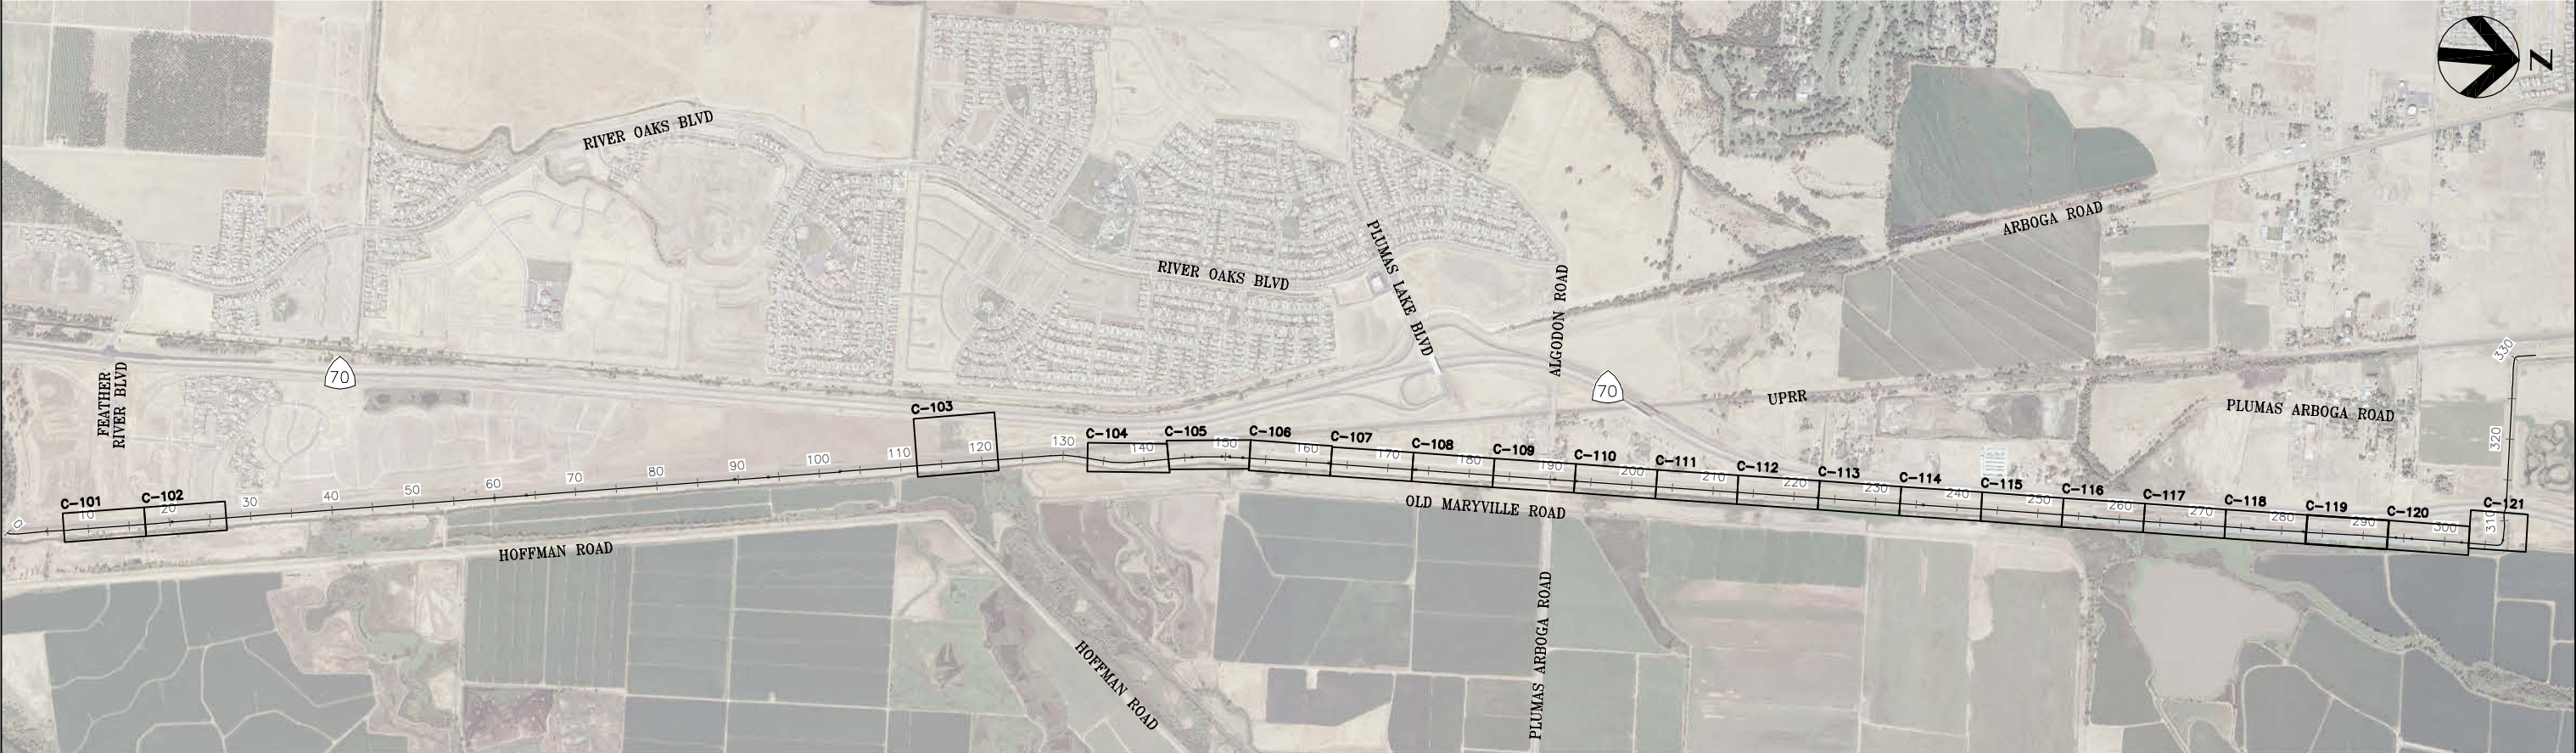 N
RIVER OAKS BLVD
ARBOGA ROAD
PLUMAS LAKE BLVD
RIVER OAKS BLVD
ALGODON ROAD
FEATHER
RIVER BLVD
70
70
UPRR
PLUMAS ARBOGA ROAD
330
320
310
C-101
C-102
C-103
C-104
C-105
C-106
C-107
C-108
C-109
C-110
C-111
C-112
C-113
C-114
C-115
C-116
C-117
C-118
C-119
C-120
C-121
0
10
20
30
40
50
60
70
80
90
100
110
120
130
140
150
160
170
180
190
200
210
220
230
240
250
260
270
280
290
300
OLD MARYVILLE ROAD
HOFFMAN ROAD
HOFFMAN ROAD
PLUMAS ARBOGA ROAD